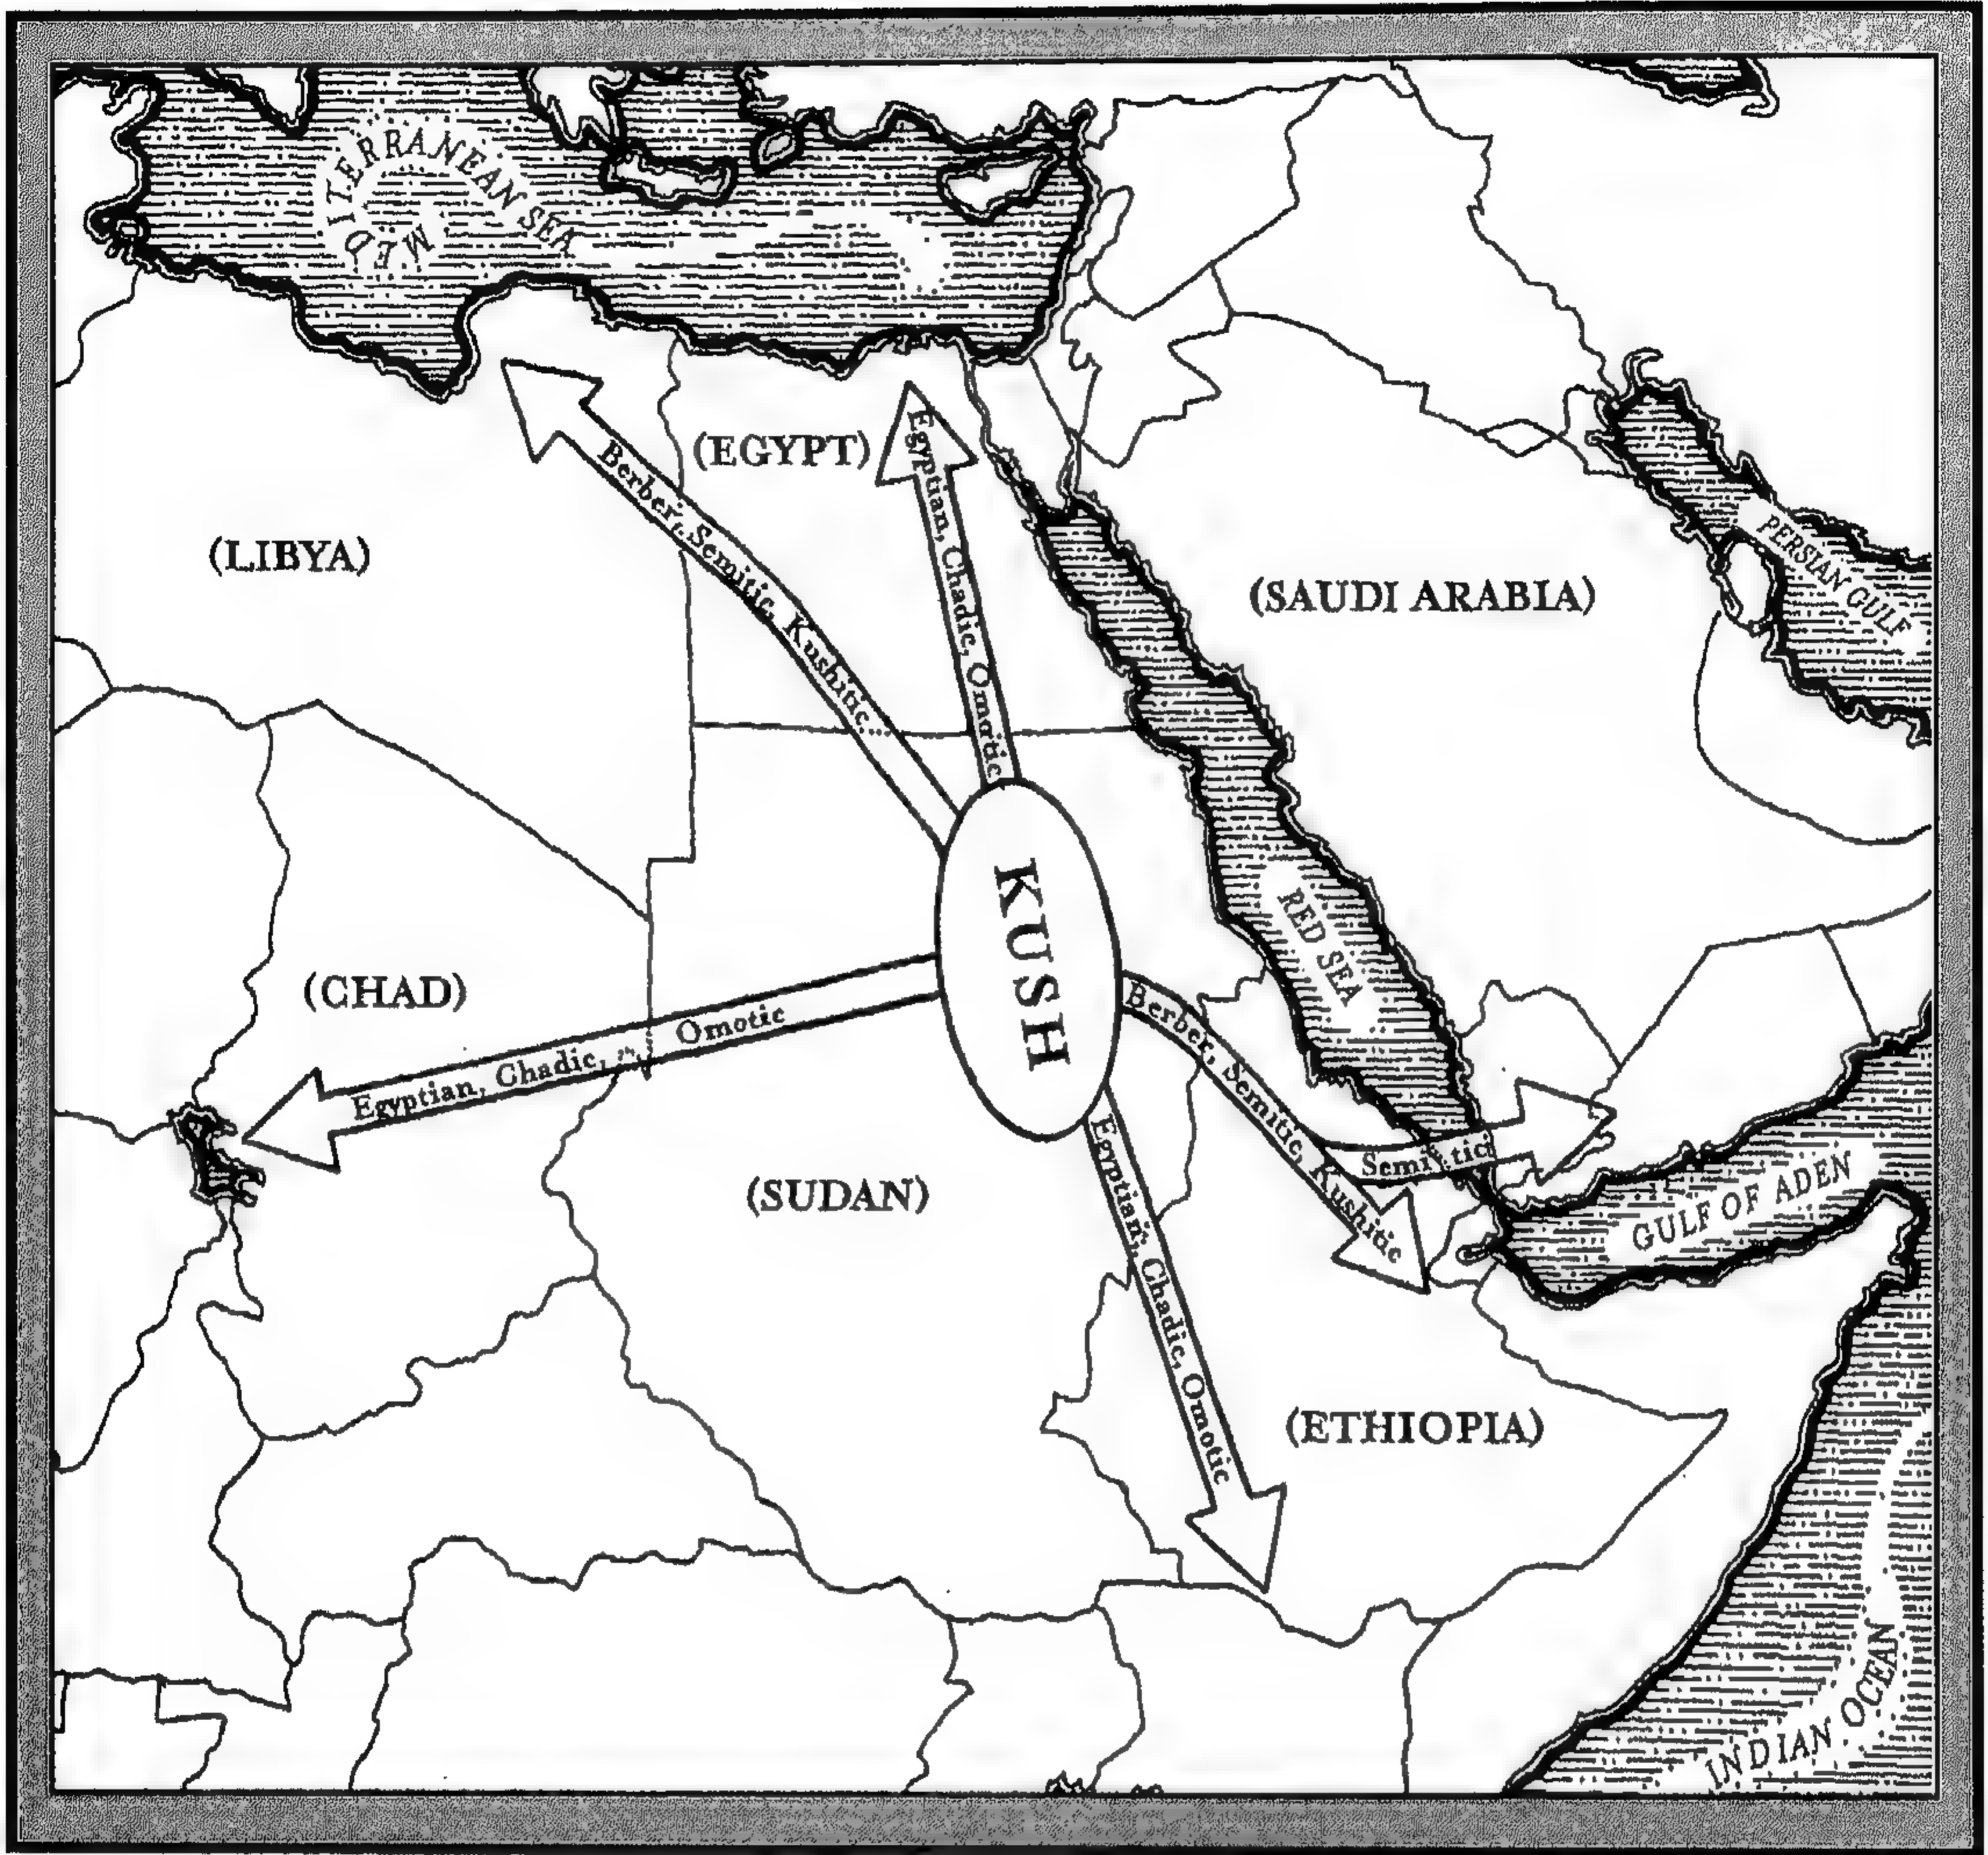 MEDITERRANEAN SEA
(EGYPT)
Egyptian, Chadic, Omotic
Berber, Semitic, Kushitic
(LIBYA)
(SAUDI ARABIA)
PERSIAN GULF
KUSH
RED SEA
(CHAD)
Egyptian, Chadic, Omotic
Berber, Semitic, Kushitic
Semitic
(SUDAN)
GULF OF ADEN
Egyptian, Chadic, Omotic
(ETHIOPIA)
INDIAN OCEAN